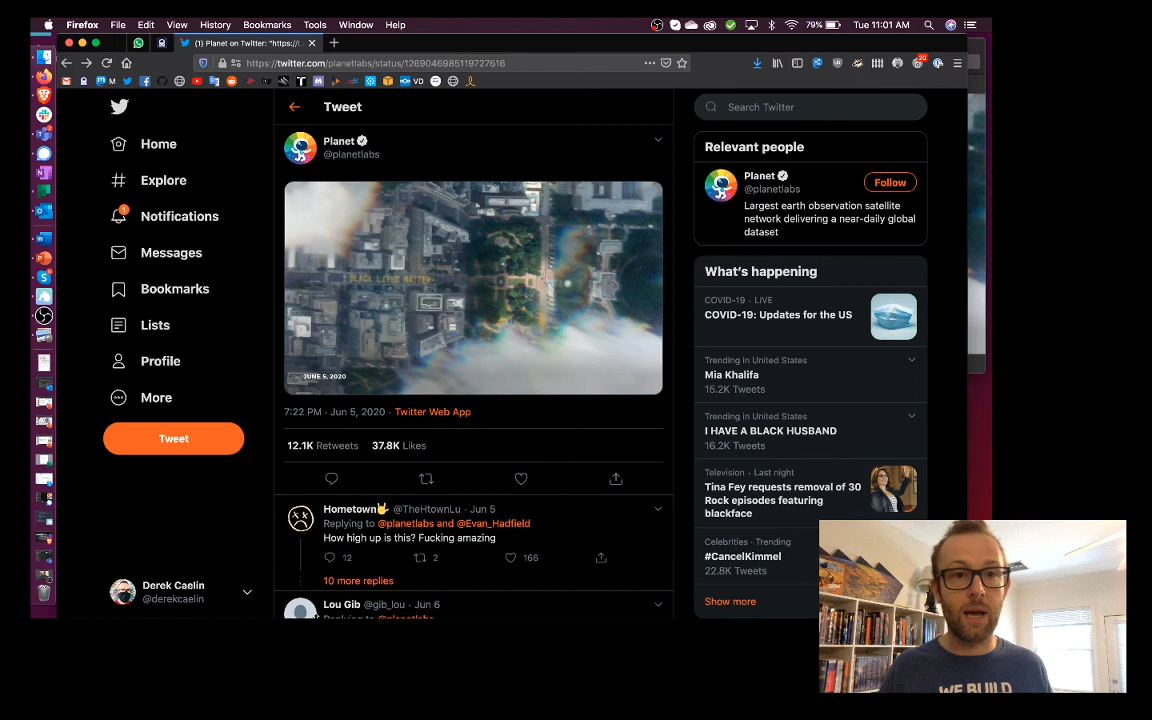 Firefox File Edit View History Bookmarks Tools Window Help
79% Tue 11:01 AM
(1) Planet on Twitter: "https://t.
https://twitter.com/planetlabs/status/1269046985119727616
20
M
VD
Home
Explore
1
Notifications
Messages
Bookmarks
Lists
Profile
More
Tweet
Derek Caelin
@derekcaelin
Tweet
Planet
@planetlabs
BLACK LIVES MATTER
JUNE 5, 2020
7:22 PM · Jun 5, 2020 · Twitter Web App
12.1K Retweets 37.8K Likes
Hometown🤟 @TheHtownLu · Jun 5
Replying to @planetlabs and @Evan_Hadfield
How high up is this? Fucking amazing
12 2 166
10 more replies
Lou Gib @gib_lou · Jun 6
Replying to @planetlabs
Search Twitter
Relevant people
Planet
@planetlabs
Follow
Largest earth observation satellite
network delivering a near-daily global
dataset
What's happening
COVID-19 · LIVE
COVID-19: Updates for the US
Trending in United States
Mia Khalifa
15.2K Tweets
Trending in United States
I HAVE A BLACK HUSBAND
16.2K Tweets
Television · Last night
Tina Fey requests removal of 30
Rock episodes featuring
blackface
Celebrities · Trending
#CancelKimmel
22.8K Tweets
Show more
WE BUILD